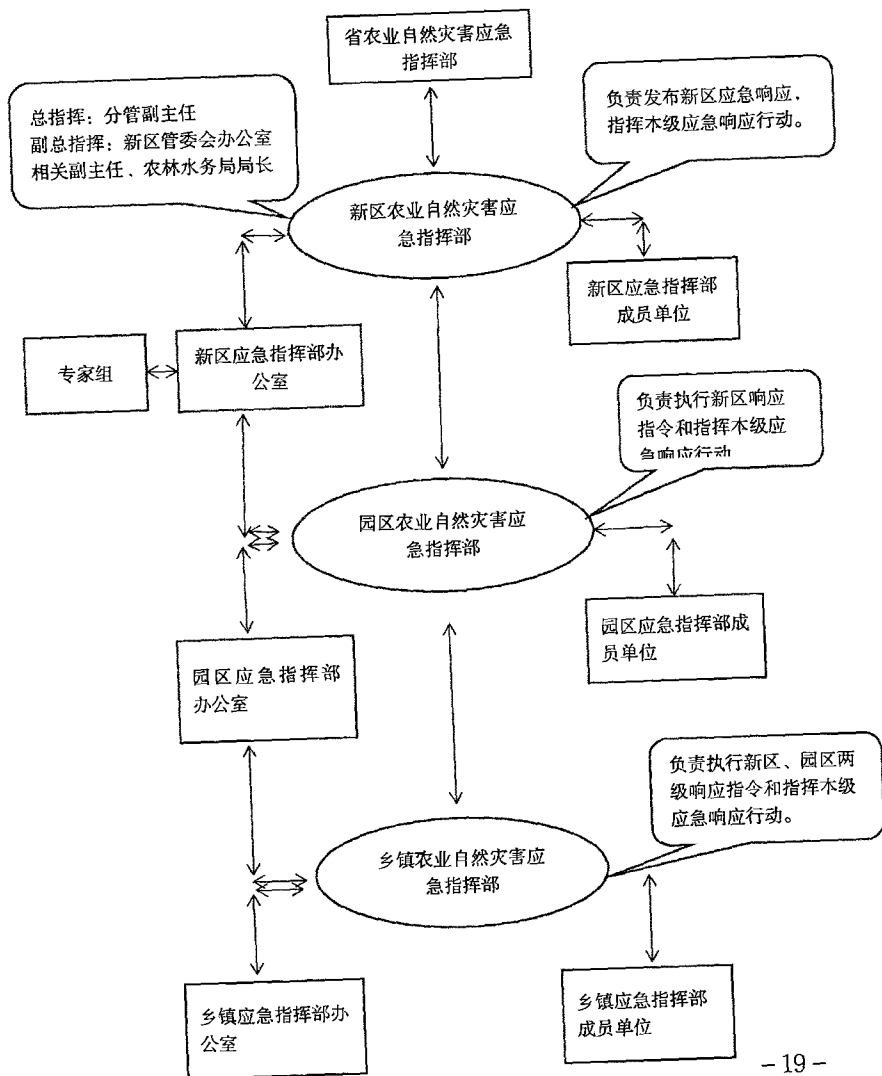 省农业自然灾害应急
指挥部
总指挥：分管副主任
副总指挥：新区管委会办公室
相关副主任、农林水务局局长
负责发布新区应急响应，
指挥本级应急响应行动。
新区农业自然灾害应
急指挥部
新区应急指挥部
成员单位
专家组
新区应急指挥部办
公室
负责执行新区响应
指令和指挥本级应
急响应行动
园区农业自然灾害应
急指挥部
园区应急指挥部成
员单位
园区应急指挥部
办公室
负责执行新区、园区两
级响应指令和指挥本级
应急响应行动。
乡镇农业自然灾害应
急指挥部
乡镇应急指挥部办
公室
乡镇应急指挥部
成员单位
－19－